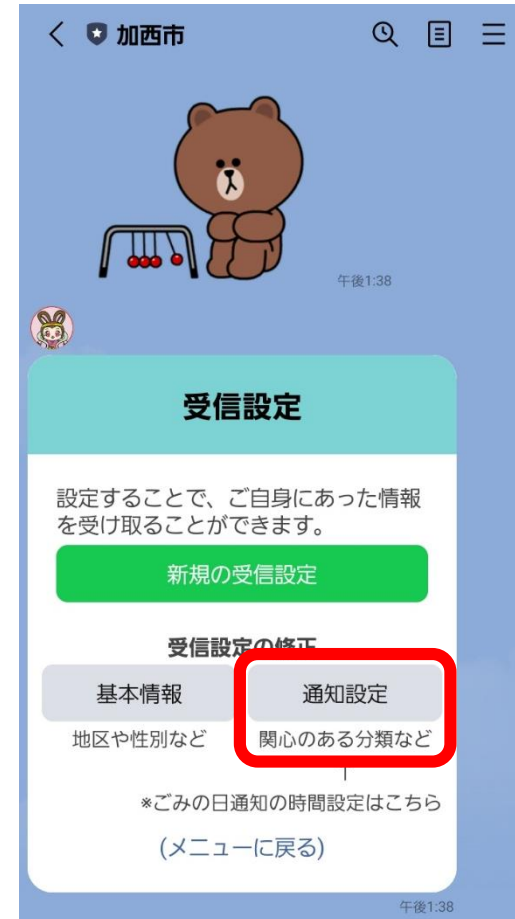 加西市
午後1:38
受信設定
設定することで、ご自身にあった情報
を受け取ることができます。
新規の受信設定
受信設定の修正
基本情報 通知設定
地区や性別など 関心のある分類など
*ごみの日通知の時間設定はこちら
(メニューに戻る)
午後1:38